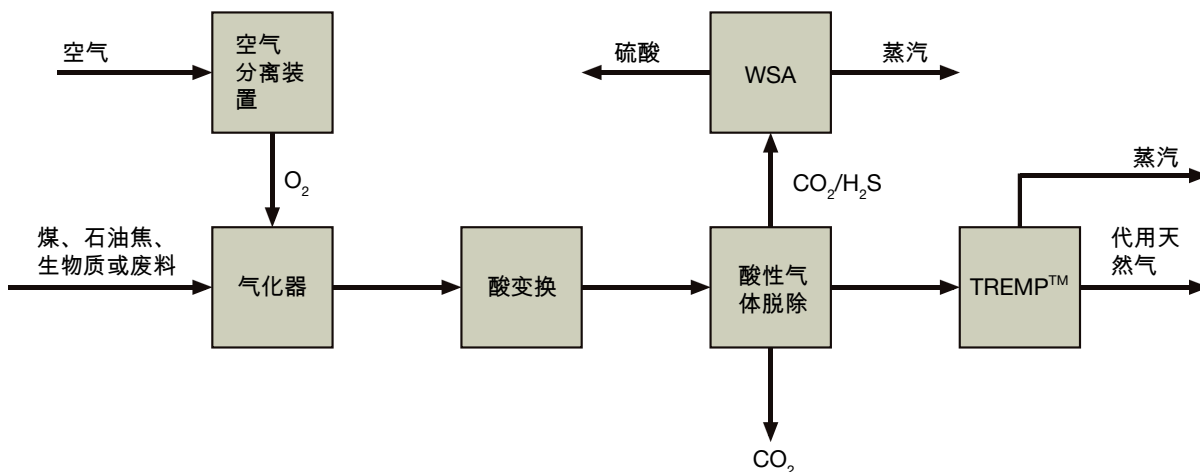 空气
空气
分离装
置
硫酸
WSA
蒸汽
O₂
CO₂/H₂S
蒸汽
煤、石油焦、
生物质或废料
气化器
酸变换
酸性气
体脱除
TREMP™
代用天
然气
CO₂